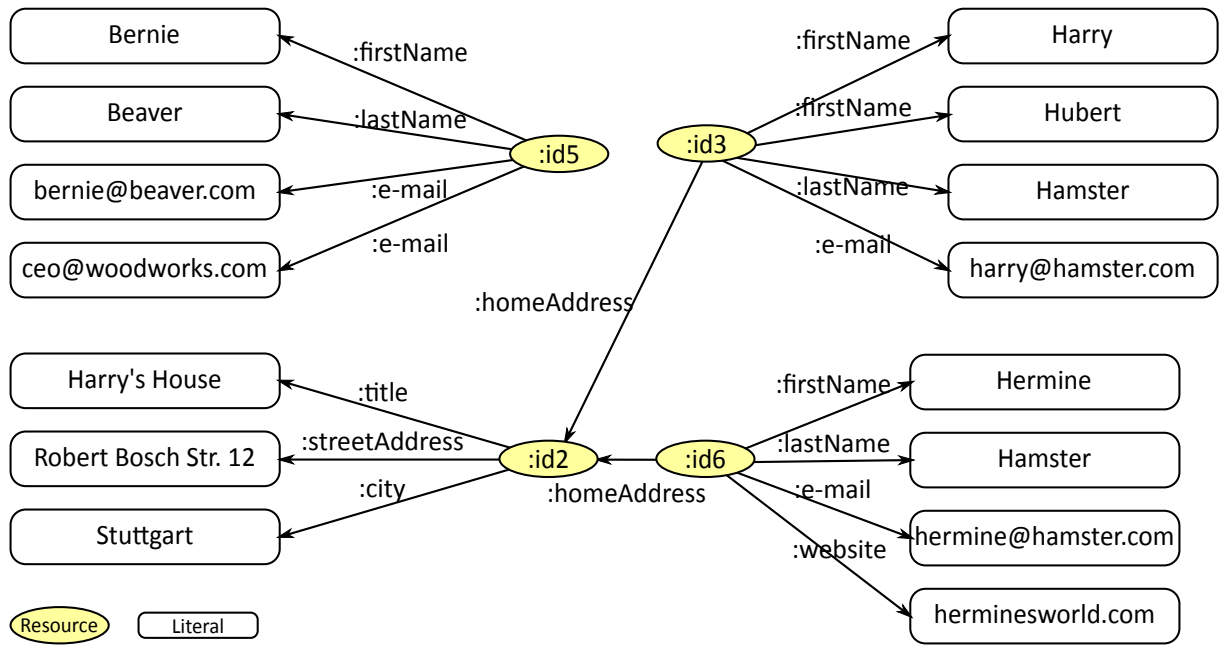 Bernie
:firstName
Beaver
:lastName
:id5
bernie@beaver.com
:e-mail
ceo@woodworks.com
:e-mail
:firstName
Harry
:firstName
Hubert
:id3
:lastName
Hamster
:e-mail
harry@hamster.com
:homeAddress
Harry's House
:title
Robert Bosch Str. 12
:streetAddress
:id2
:city
Stuttgart
:homeAddress
:id6
:firstName
Hermine
:lastName
Hamster
:e-mail
hermine@hamster.com
:website
herminesworld.com
Resource
Literal